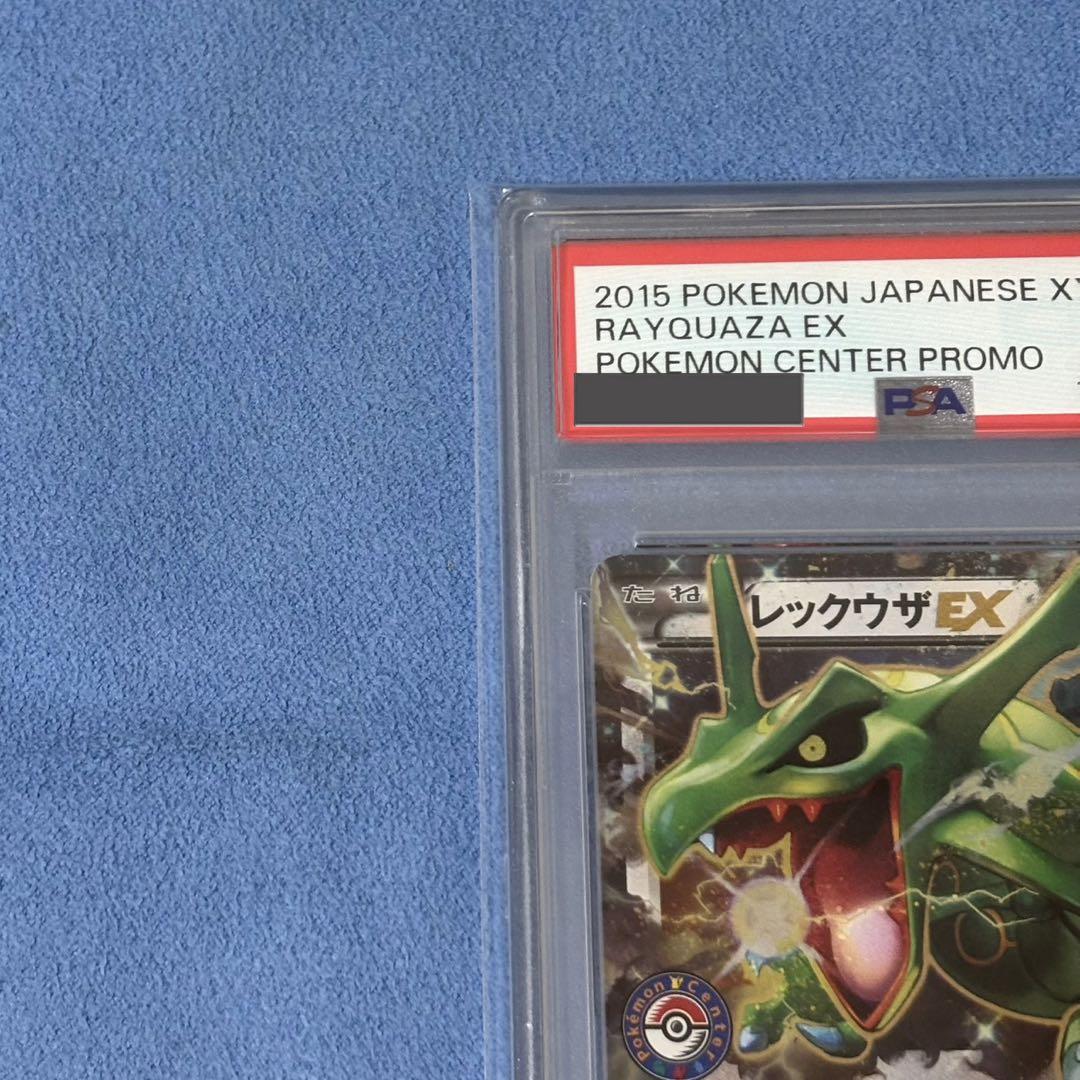 2015 POKEMON JAPANESE XY
RAYQUAZA EX
POKEMON CENTER PROMO
PSA
たね
レックウザEX
Pokémon Center